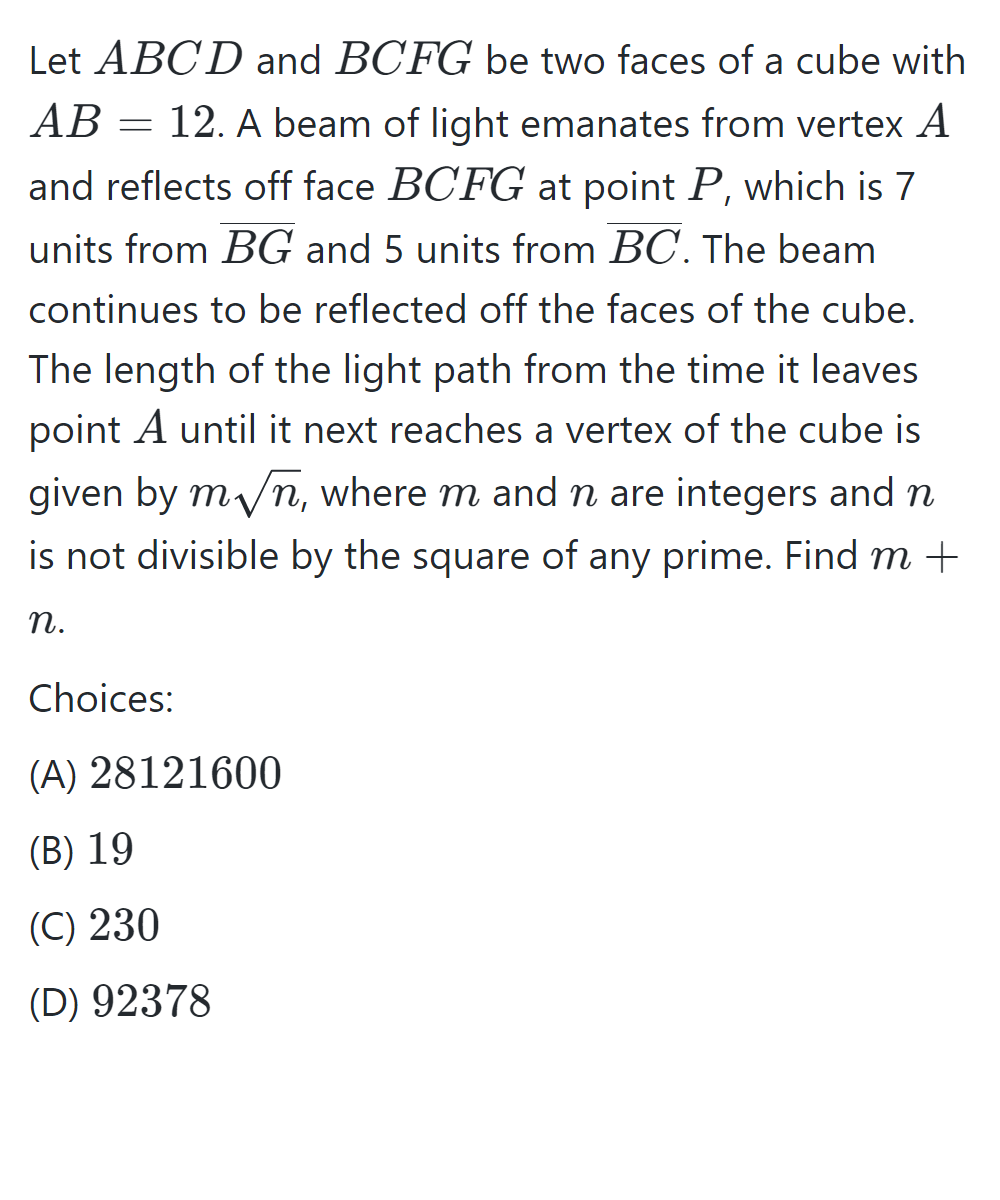 Let ABCD and BCFG be two faces of a cube with
AB = 12. A beam of light emanates from vertex A
and reflects off face BCFG at point P, which is 7
units from \overline{BG} and 5 units from \overline{BC}. The beam
continues to be reflected off the faces of the cube.
The length of the light path from the time it leaves
point A until it next reaches a vertex of the cube is
given by m√n, where m and n are integers and n
is not divisible by the square of any prime. Find m +
n.
Choices:
(A) 28121600
(B) 19
(C) 230
(D) 92378